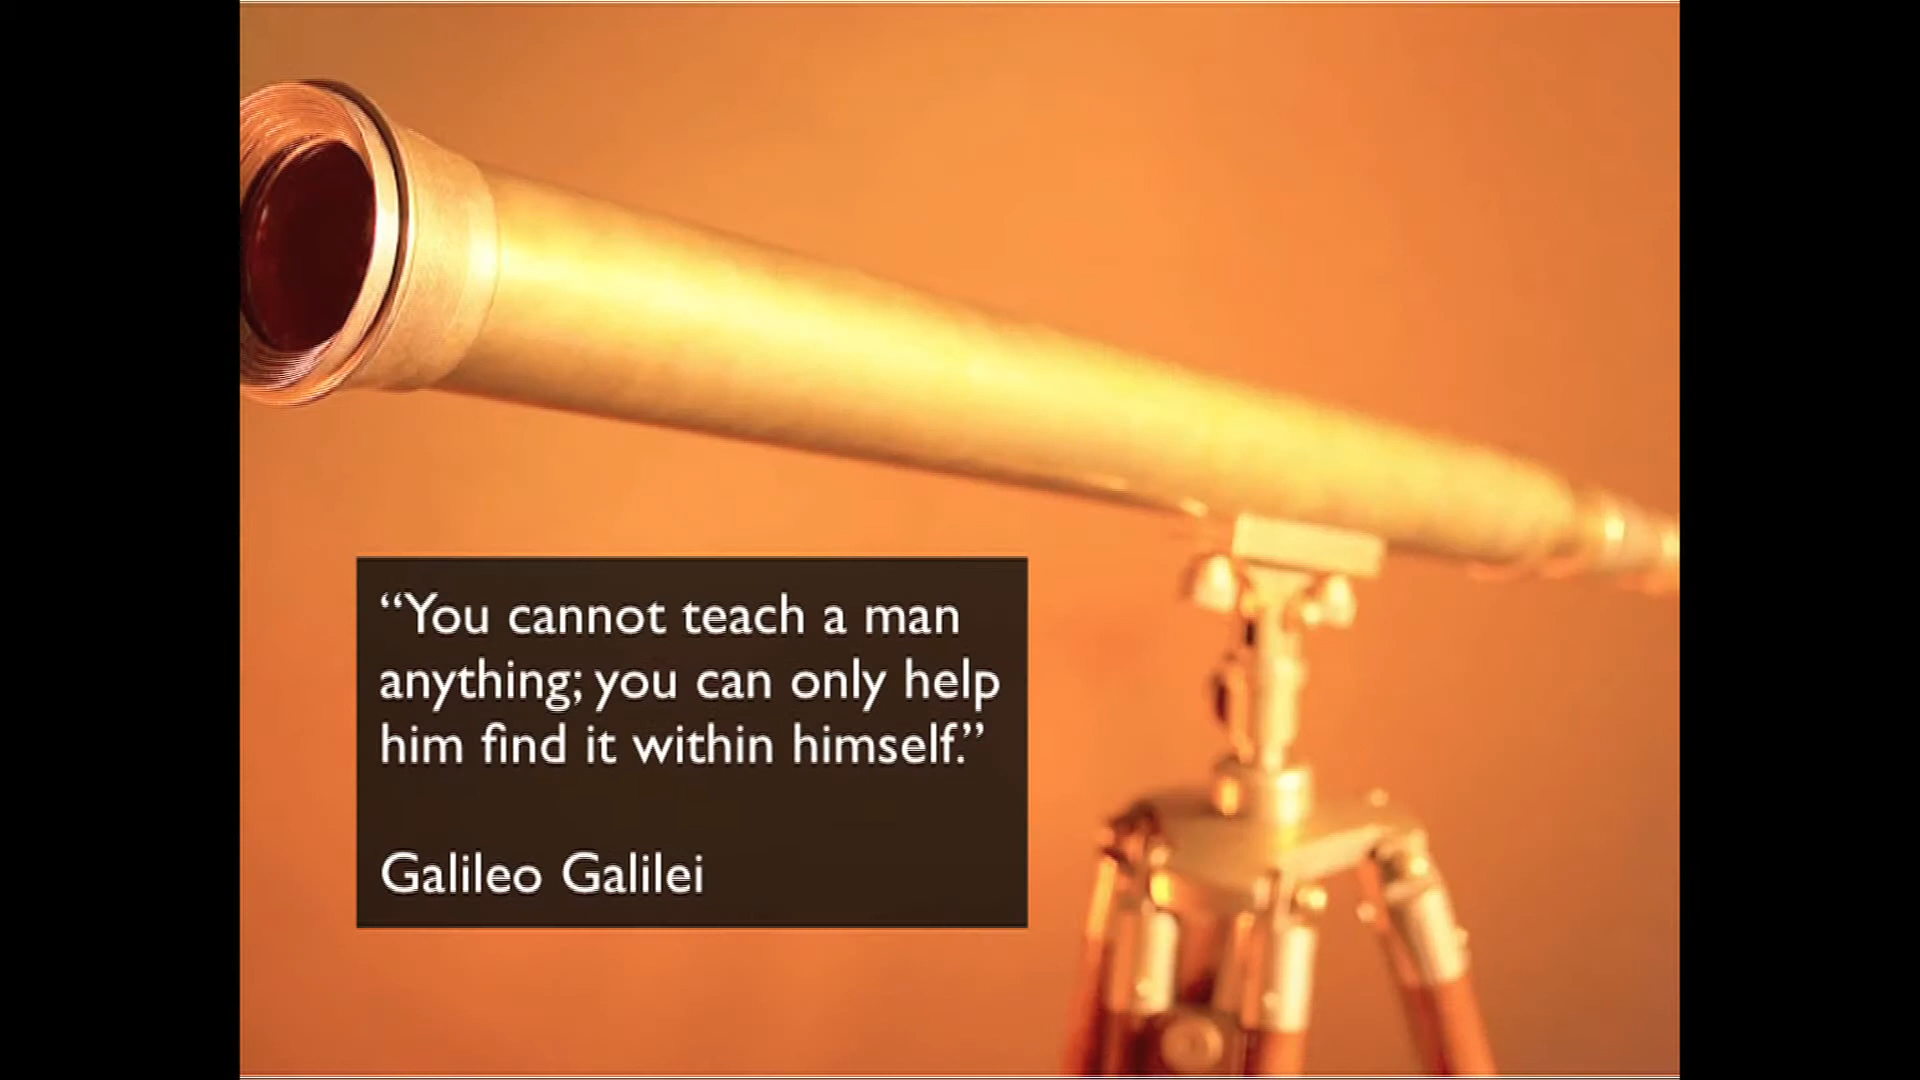 “You cannot teach a man
anything; you can only help
him find it within himself.”
Galileo Galilei